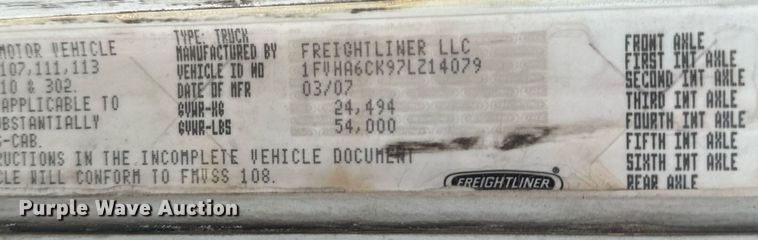 MOTOR VEHICLE
107,111,113
10 & 302.
APPLICABLE TO
UBSTANTIALLY
S-CAB.
RUCTIONS IN THE INCOMPLETE VEHICLE DOCUMENT
CLE WILL CONFORM TO FMVSS 108.
TYPE: TRUCK
MANUFACTURED BY FREIGHTLINER LLC
VEHICLE ID NO 1FVHA6CK97LZ14079
DATE OF MFR 03/07
GVWR-KG 24,494
GVWR-LBS 54,000
FREIGHTLINER
FRONT AXLE
FIRST INT AXLE
SECOND INT AXLE
THIRD INT AXLE
FOURTH INT AXLE
FIFTH INT AXLE
SIXTH INT AXLE
REAR AXLE
Purple Wave Auction